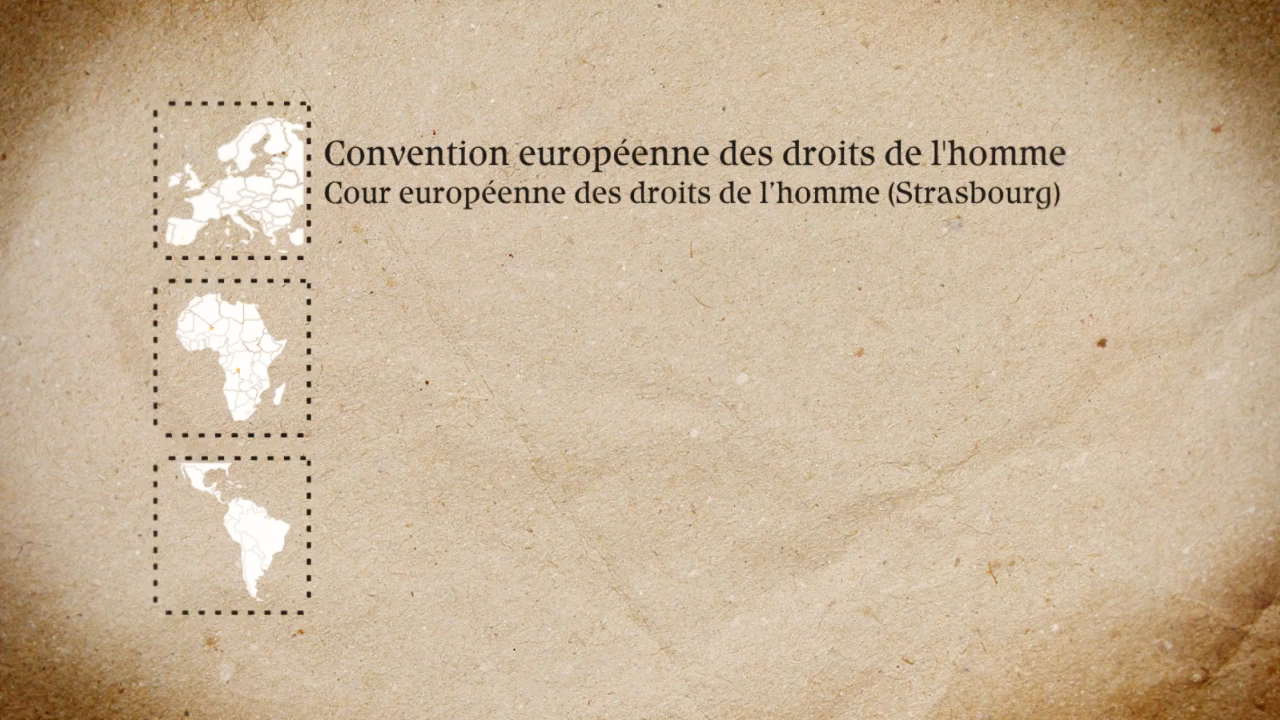 Convention européenne des droits de l'homme
Cour européenne des droits de l’homme (Strasbourg)